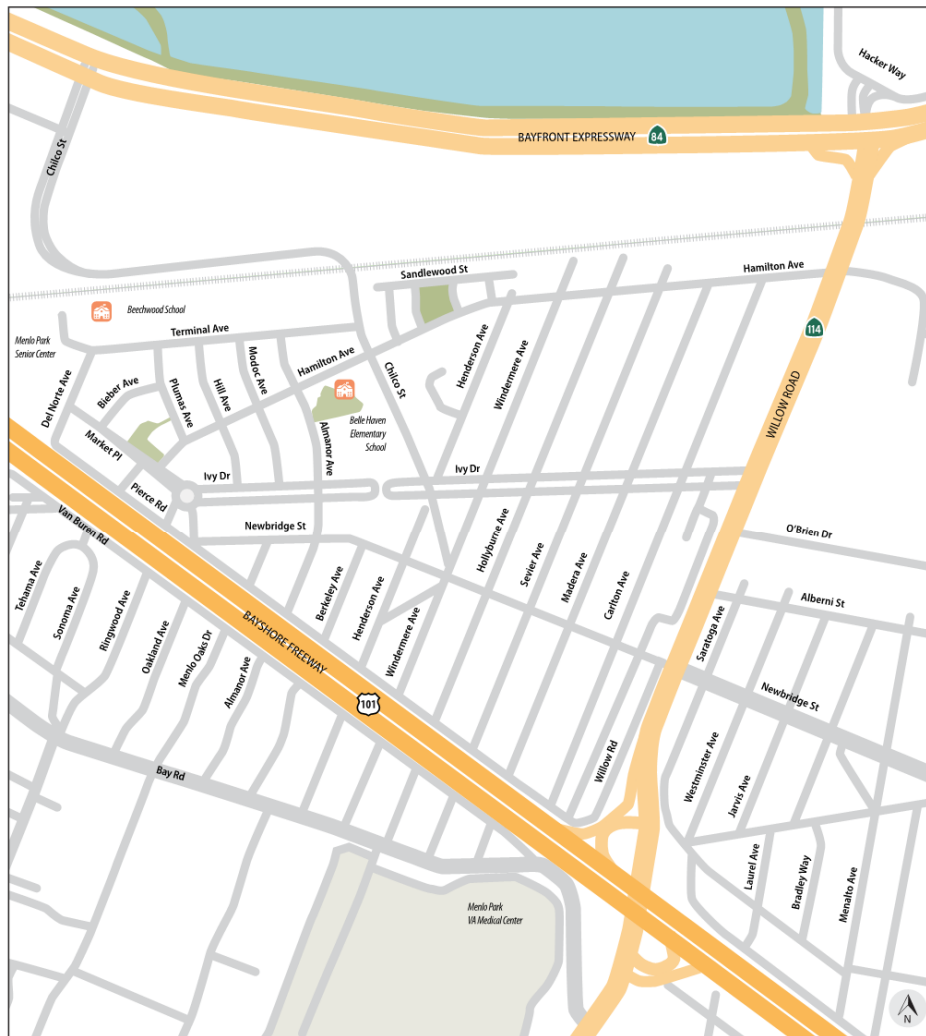 Hacker Way
BAYFRONT EXPRESSWAY
84
Chilco St
Sandlewood St
Hamilton Ave
Beechwood School
114
Terminal Ave
Menlo Park
Senior Center
Hamilton Ave
Henderson Ave
Windermere Ave
Chilco St
Modoc Ave
Hill Ave
Plumas Ave
Bieber Ave
Del Norte Ave
WILLOW ROAD
Belle Haven
Elementary
School
Almanor Ave
Market Pl
Ivy Dr
Ivy Dr
Pierce Rd
Van Buren Rd
Newbridge St
Hollyburne Ave
Sevier Ave
Madera Ave
Carlton Ave
O'Brien Dr
Tehama Ave
Sonoma Ave
Ringwood Ave
Oakland Ave
Menlo Oaks Dr
Almanor Ave
Berkeley Ave
Henderson Ave
Windermere Ave
Alberni St
Saratoga Ave
BAYSHORE FREEWAY
101
Newbridge St
Bay Rd
Willow Rd
Westminster Ave
Jarvis Ave
Laurel Ave
Bradley Way
Menalto Ave
Menlo Park
VA Medical Center
N